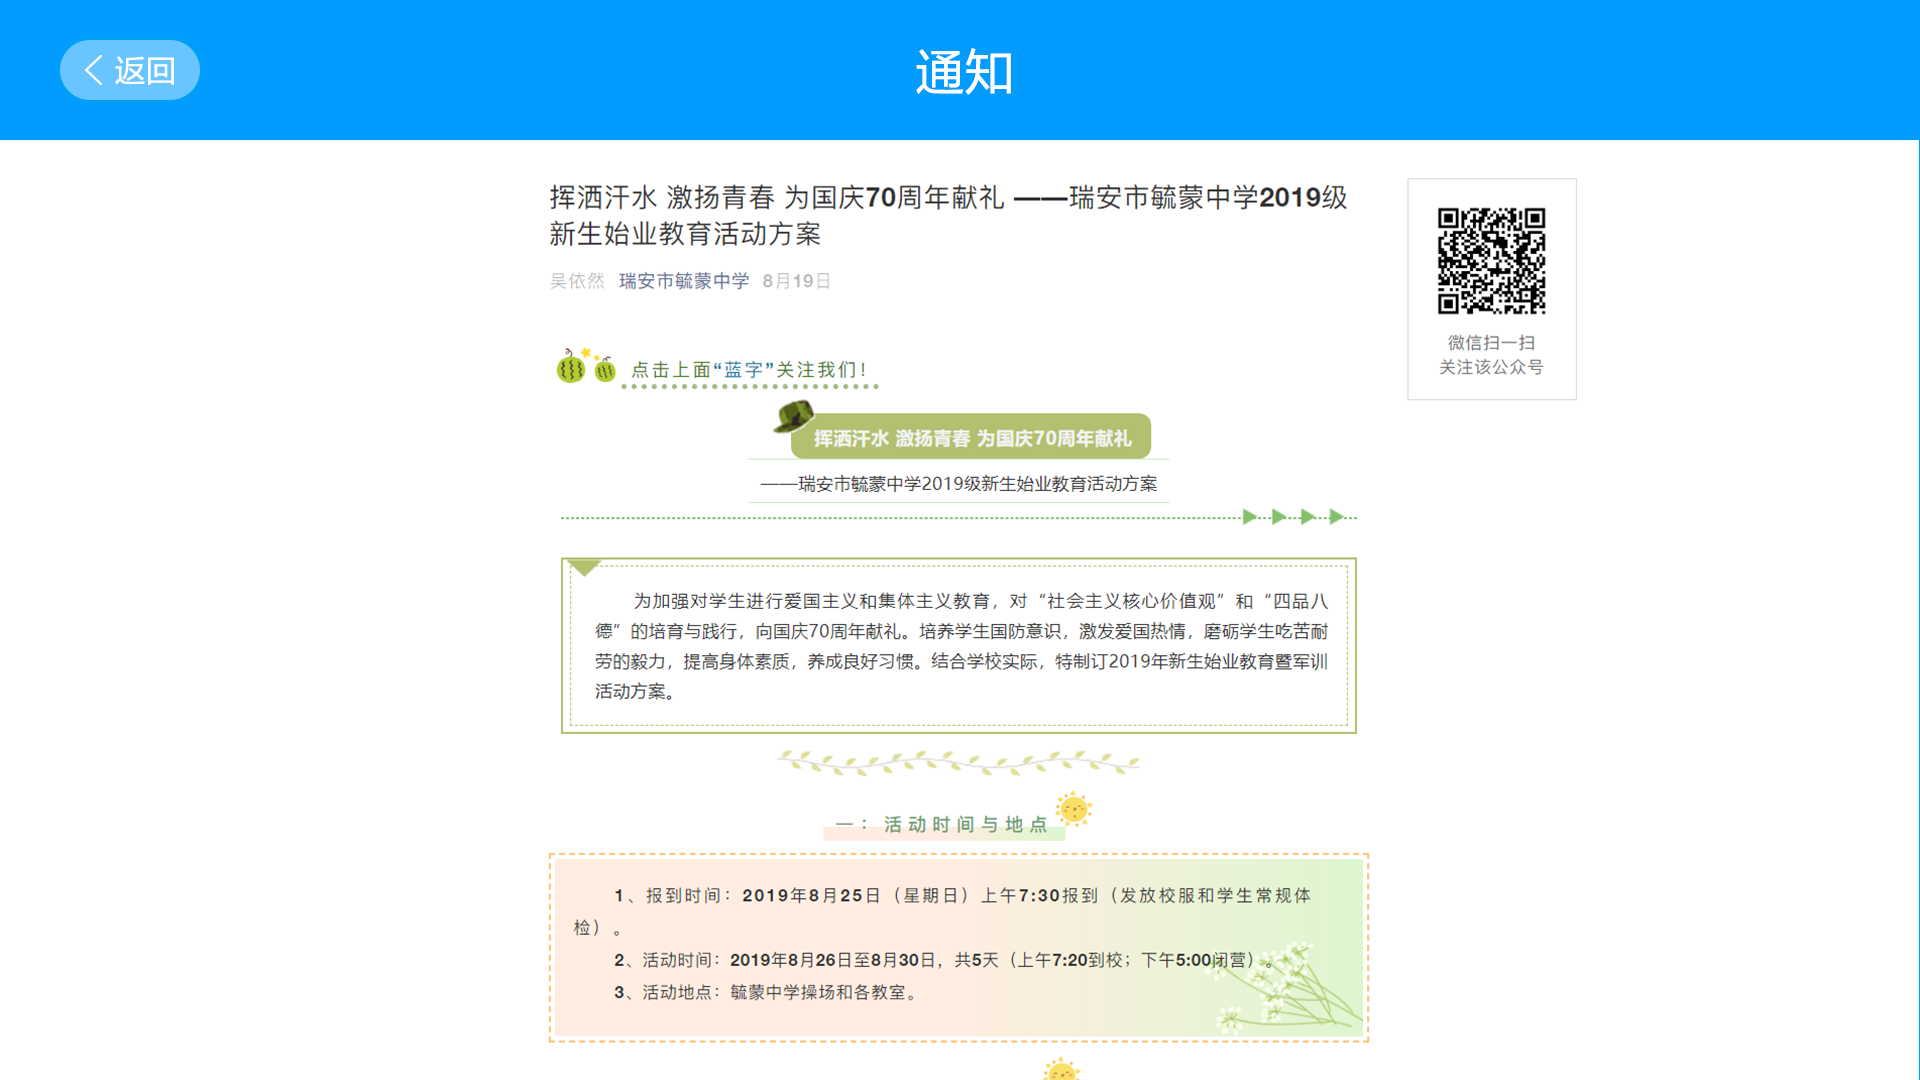 返回
通知
挥洒汗水 激扬青春 为国庆70周年献礼 ——瑞安市毓蒙中学2019级
新生始业教育活动方案
吴依然 瑞安市毓蒙中学 8月19日
微信扫一扫
关注该公众号
点击上面“蓝字”关注我们！
挥洒汗水 激扬青春 为国庆70周年献礼
——瑞安市毓蒙中学2019级新生始业教育活动方案
为加强对学生进行爱国主义和集体主义教育，对“社会主义核心价值观”和“四品八
德”的培育与践行，向国庆70周年献礼。培养学生国防意识，激发爱国热情，磨砺学生吃苦耐
劳的毅力，提高身体素质，养成良好习惯。结合学校实际，特制订2019年新生始业教育暨军训
活动方案。
一：活动时间与地点
1、报到时间：2019年8月25日（星期日）上午7:30报到（发放校服和学生常规体
检）。
2、活动时间：2019年8月26日至8月30日，共5天（上午7:20到校；下午5:00闭营）。
3、活动地点：毓蒙中学操场和各教室。